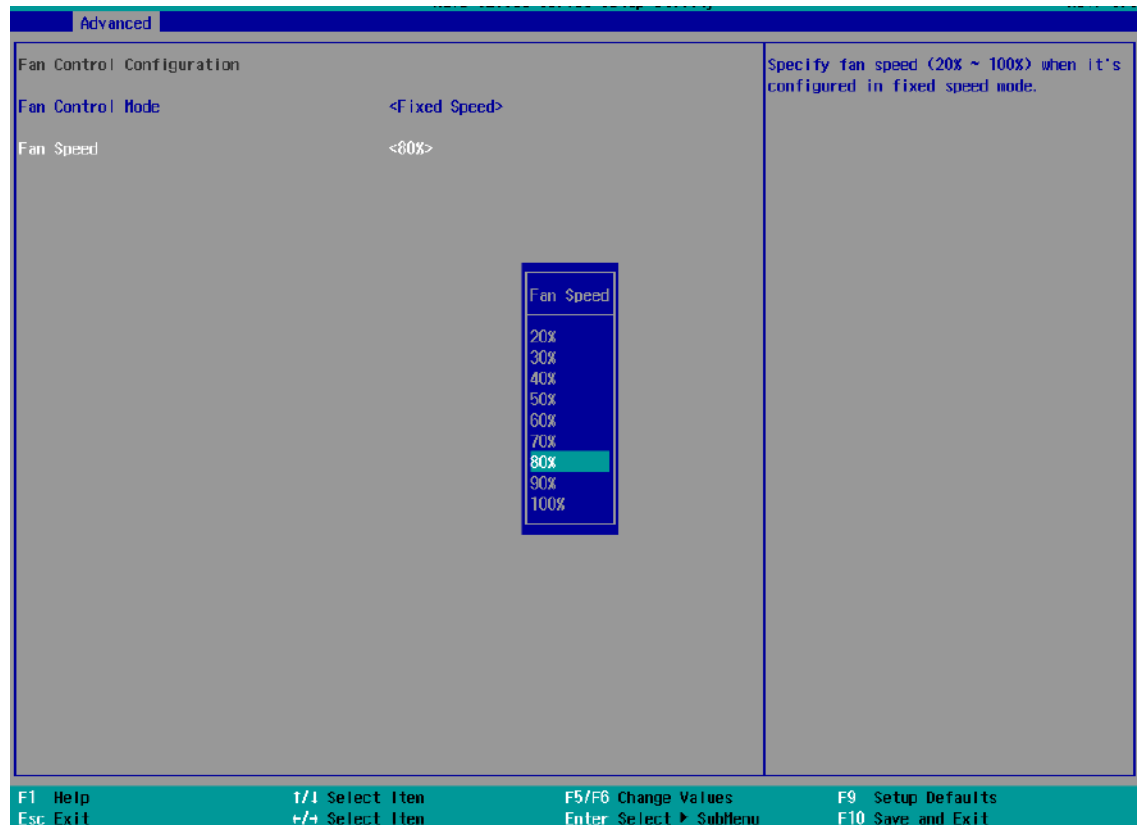 Advanced
Fan Control Configuration
Fan Control Mode <Fixed Speed>
Fan Speed <80%>
Specify fan speed (20% ~ 100%) when it's
configured in fixed speed mode.
Fan Speed
20%
30%
40%
50%
60%
70%
80%
90%
100%
F1 Help ↑/↓ Select Item F5/F6 Change Values F9 Setup Defaults
Esc Exit ←/→ Select Item Enter Select ▶ SubMenu F10 Save and Exit